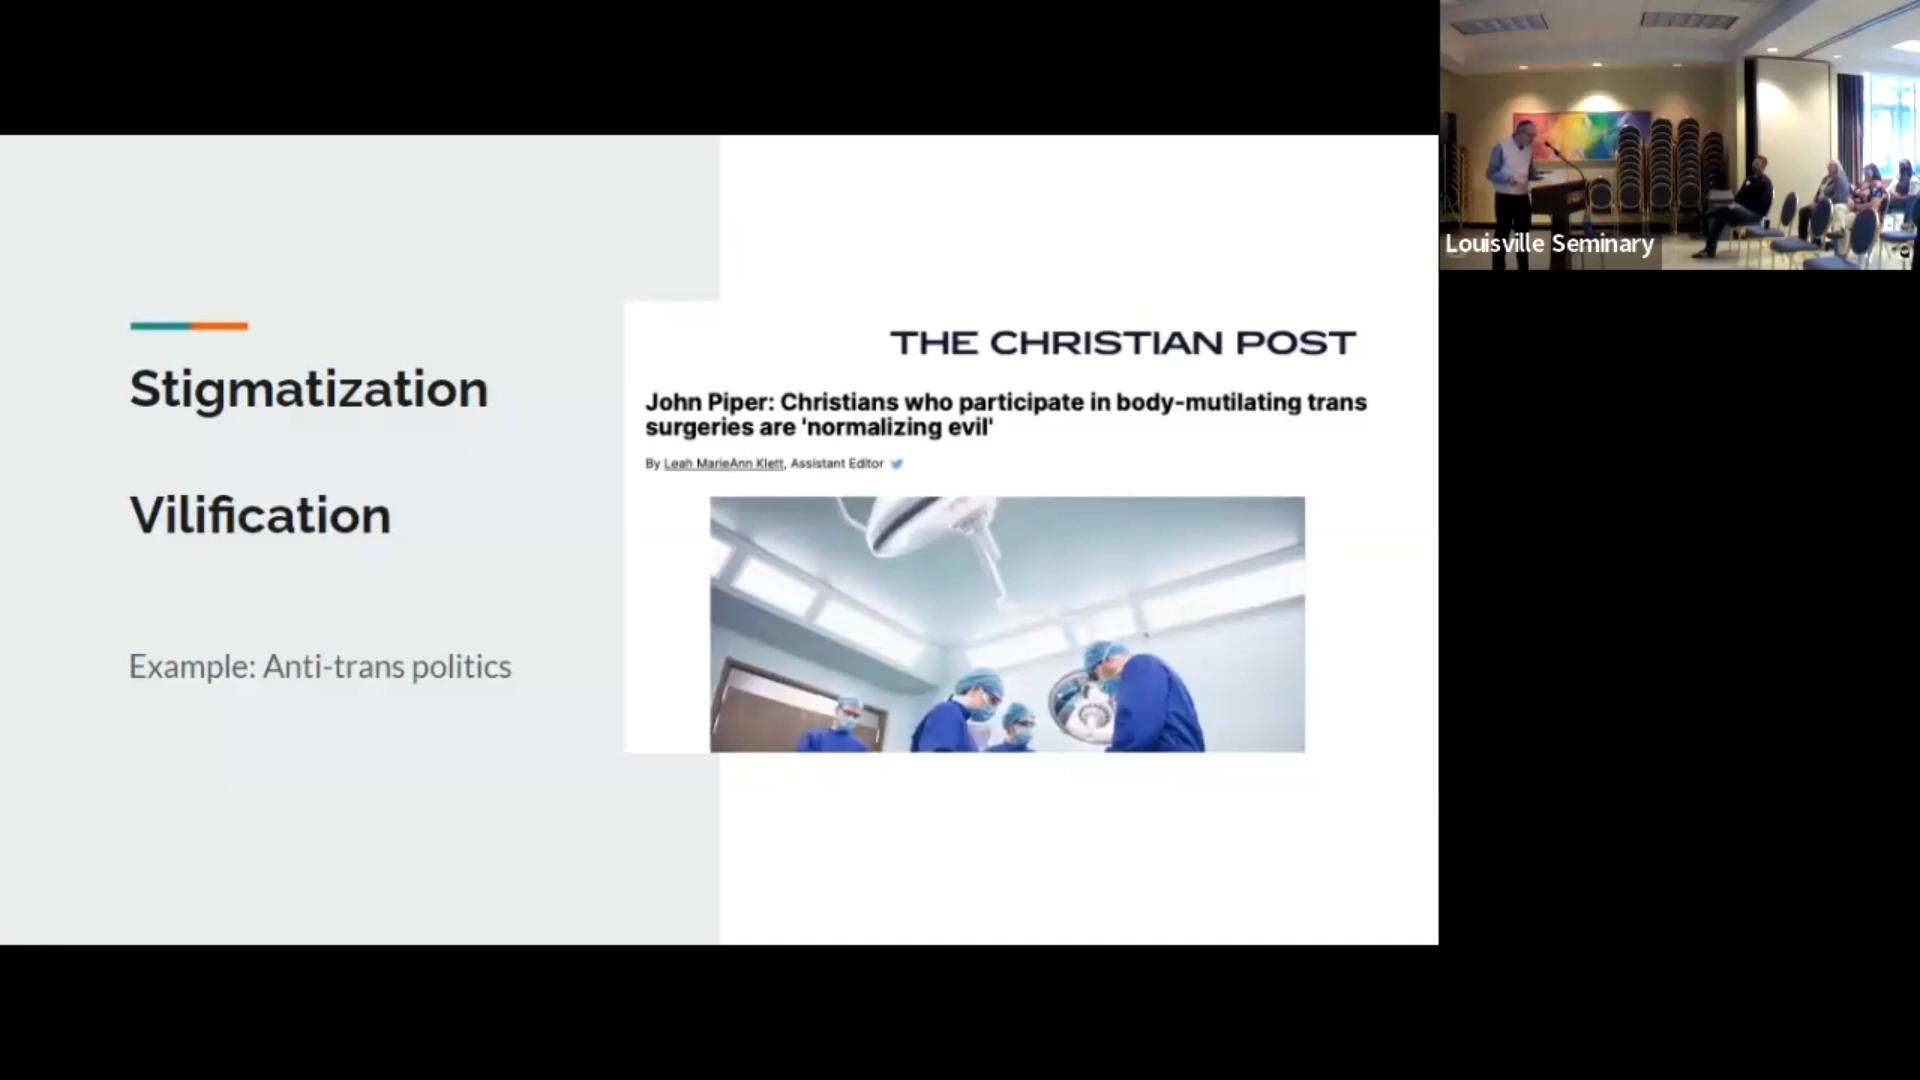 Stigmatization
Vilification
Example: Anti-trans politics
THE CHRISTIAN POST
John Piper: Christians who participate in body-mutilating trans
surgeries are 'normalizing evil'
By Leah MarieAnn Klett, Assistant Editor
Louisville Seminary